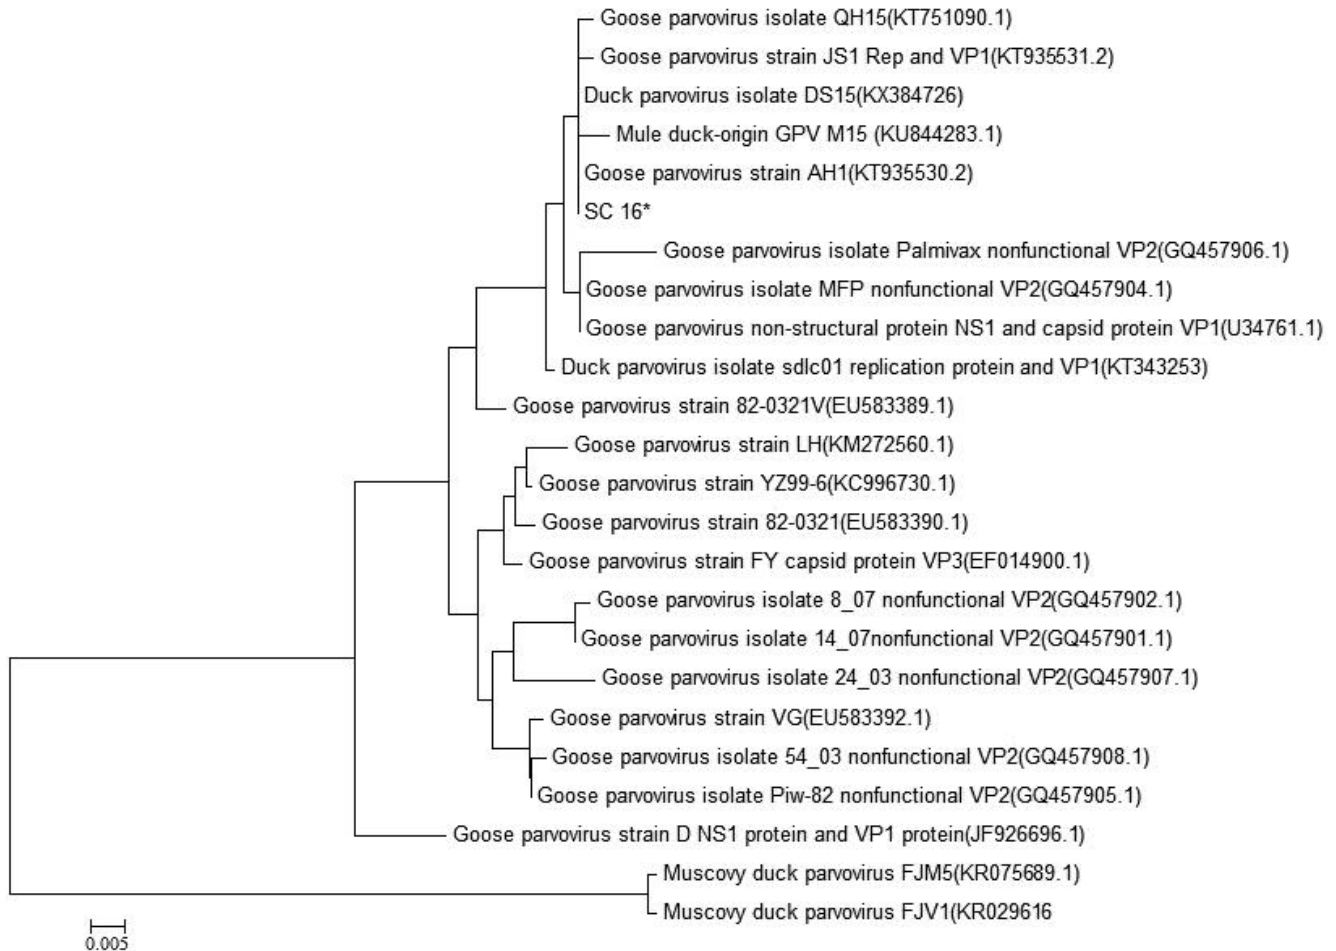 Goose parvovirus isolate QH15(KT751090.1)
Goose parvovirus strain JS1 Rep and VP1(KT935531.2)
Duck parvovirus isolate DS15(KX384726)
Mule duck-origin GPV M15 (KU844283.1)
Goose parvovirus strain AH1(KT935530.2)
SC 16*
Goose parvovirus isolate Palmivax nonfunctional VP2(GQ457906.1)
Goose parvovirus isolate MFP nonfunctional VP2(GQ457904.1)
Goose parvovirus non-structural protein NS1 and capsid protein VP1(U34761.1)
Duck parvovirus isolate sdlc01 replication protein and VP1(KT343253)
Goose parvovirus strain 82-0321V(EU583389.1)
Goose parvovirus strain LH(KM272560.1)
Goose parvovirus strain YZ99-6(KC996730.1)
Goose parvovirus strain 82-0321(EU583390.1)
Goose parvovirus strain FY capsid protein VP3(EF014900.1)
Goose parvovirus isolate 8_07 nonfunctional VP2(GQ457902.1)
Goose parvovirus isolate 14_07nonfunctional VP2(GQ457901.1)
Goose parvovirus isolate 24_03 nonfunctional VP2(GQ457907.1)
Goose parvovirus strain VG(EU583392.1)
Goose parvovirus isolate 54_03 nonfunctional VP2(GQ457908.1)
Goose parvovirus isolate Piw-82 nonfunctional VP2(GQ457905.1)
Goose parvovirus strain D NS1 protein and VP1 protein(JF926696.1)
Muscovy duck parvovirus FJM5(KR075689.1)
Muscovy duck parvovirus FJV1(KR029616
0.005